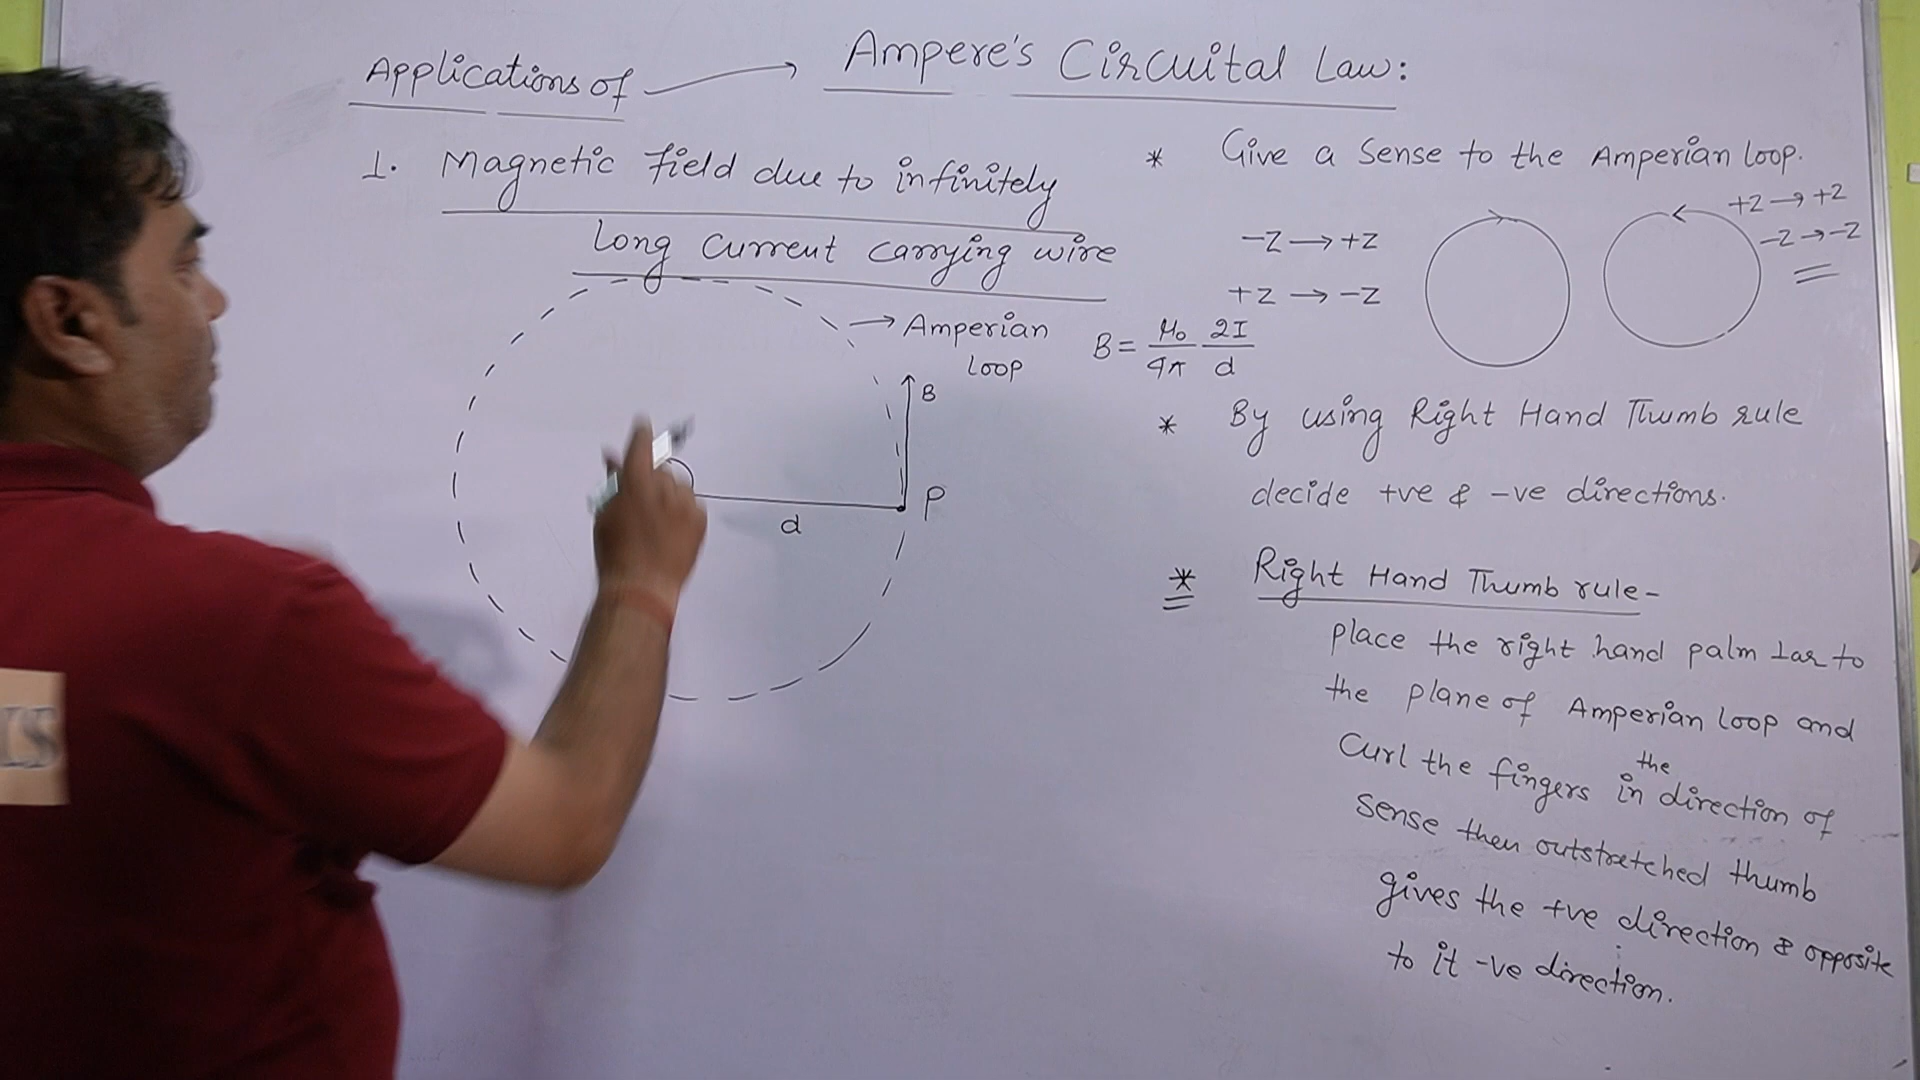 Applications of → Ampere's Circuital Law:
1. Magnetic field due to infinitely
long current carrying wire
→ Amperian
loop
B
P
d
B = μ₀/4π 2I/d
* Give a sense to the Amperian loop.
-Z → +Z
+Z → -Z
+Z → +Z
-Z → -Z
* By using Right Hand Thumb rule
decide +ve & -ve directions.
* Right Hand Thumb rule-
place the right hand palm ⊥ar to
the plane of Amperian loop and
Curl the fingers in the direction of
sense then outstretched thumb
gives the +ve direction & opposite
to it -ve direction.
IS